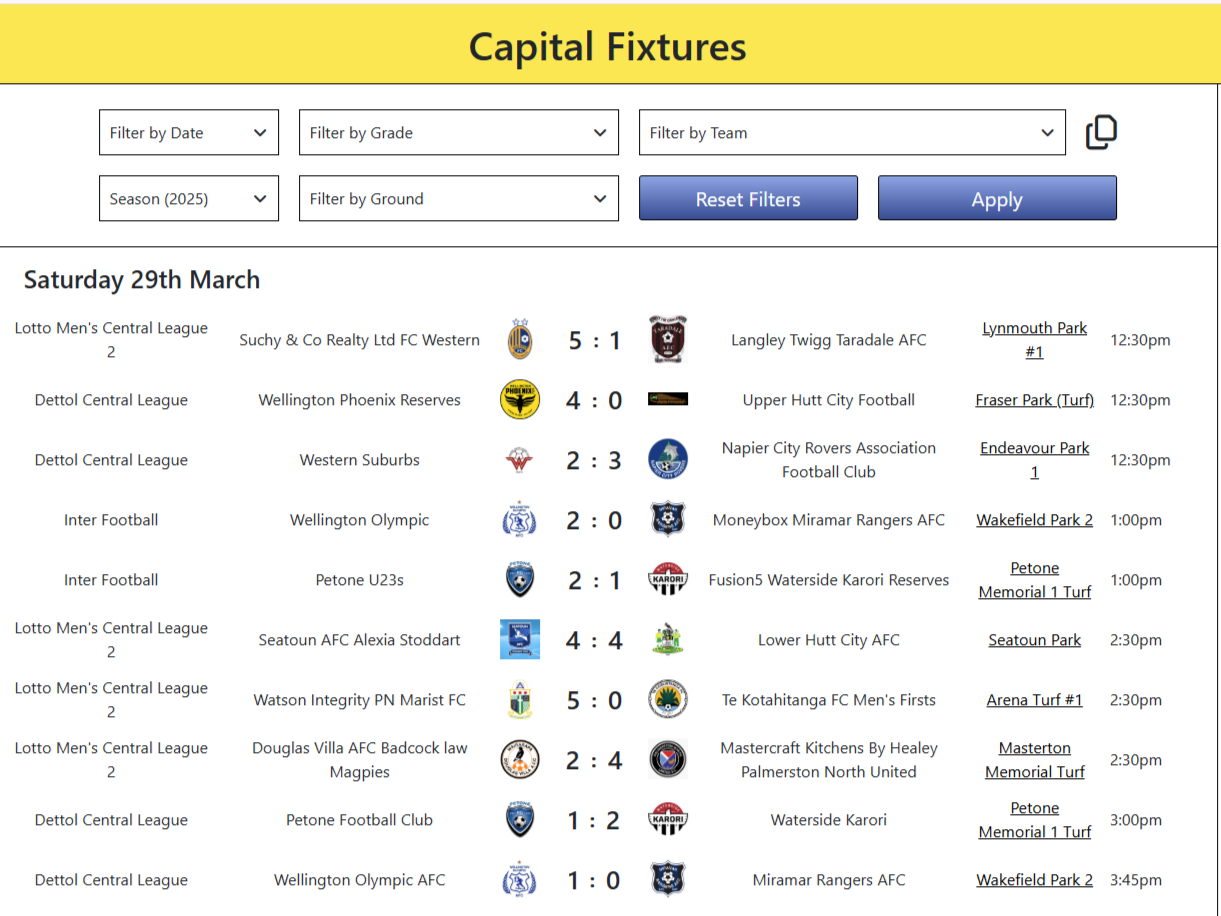 Capital Fixtures
Filter by Date
Filter by Grade
Filter by Team
Season (2025)
Filter by Ground
Reset Filters
Apply
Saturday 29th March
Lotto Men's Central League
2
Suchy & Co Realty Ltd FC Western
5 : 1
TARADALE
Langley Twigg Taradale AFC
Lynmouth Park
#1
12:30pm
Dettol Central League
Wellington Phoenix Reserves
PHOENIX
4 : 0
Upper Hutt City Football
Fraser Park (Turf)
12:30pm
Dettol Central League
Western Suburbs
2 : 3
Napier City Rovers Association
Football Club
Endeavour Park
1
12:30pm
Inter Football
Wellington Olympic
2 : 0
Moneybox Miramar Rangers AFC
Wakefield Park 2
1:00pm
Inter Football
Petone U23s
2 : 1
KARORI
Fusion5 Waterside Karori Reserves
Petone
Memorial 1 Turf
1:00pm
Lotto Men's Central League
2
Seatoun AFC Alexia Stoddart
4 : 4
Lower Hutt City AFC
Seatoun Park
2:30pm
Lotto Men's Central League
2
Watson Integrity PN Marist FC
5 : 0
Te Kotahitanga FC Men's Firsts
Arena Turf #1
2:30pm
Lotto Men's Central League
2
Douglas Villa AFC Badcock law
Magpies
2 : 4
Mastercraft Kitchens By Healey
Palmerston North United
Masterton
Memorial Turf
2:30pm
Dettol Central League
Petone Football Club
1 : 2
KARORI
Waterside Karori
Petone
Memorial 1 Turf
3:00pm
Dettol Central League
Wellington Olympic AFC
1 : 0
Miramar Rangers AFC
Wakefield Park 2
3:45pm